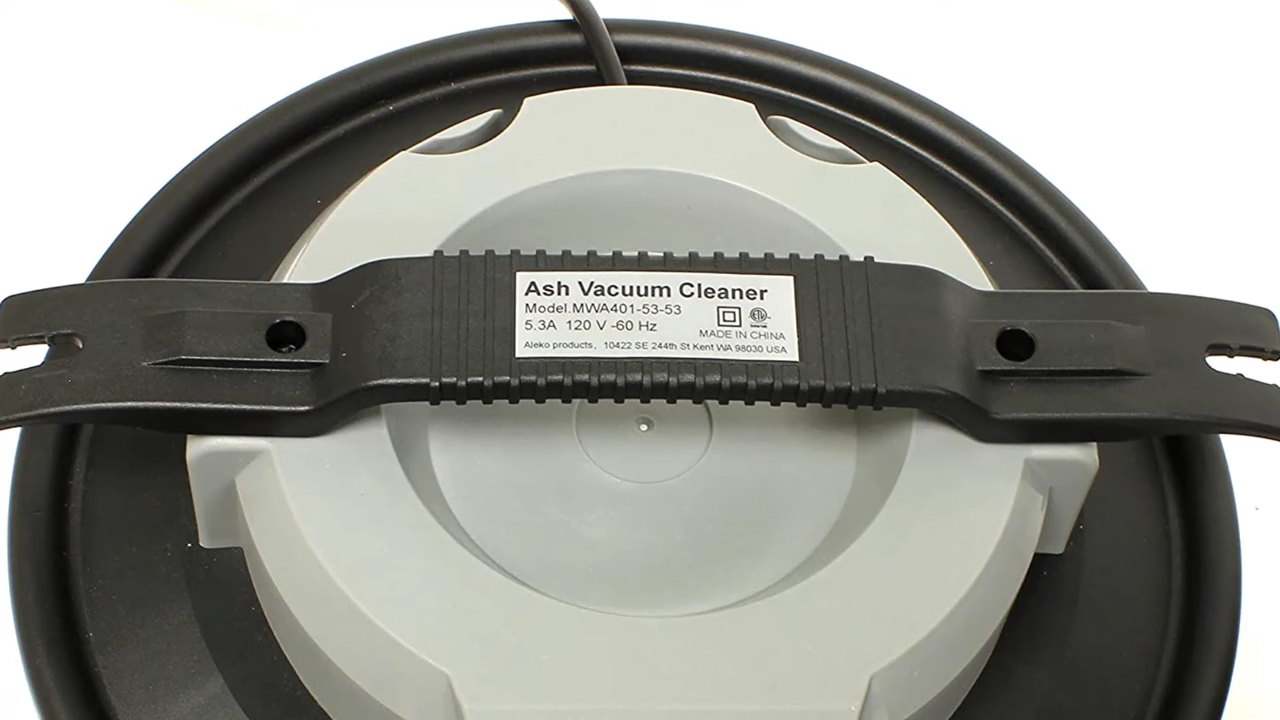 Ash Vacuum Cleaner
Model.MWA401-53-53
5.3A 120 V -60 Hz
ETL
MADE IN CHINA
Aleko products, 10422 SE 244th St Kent WA 98030 USA